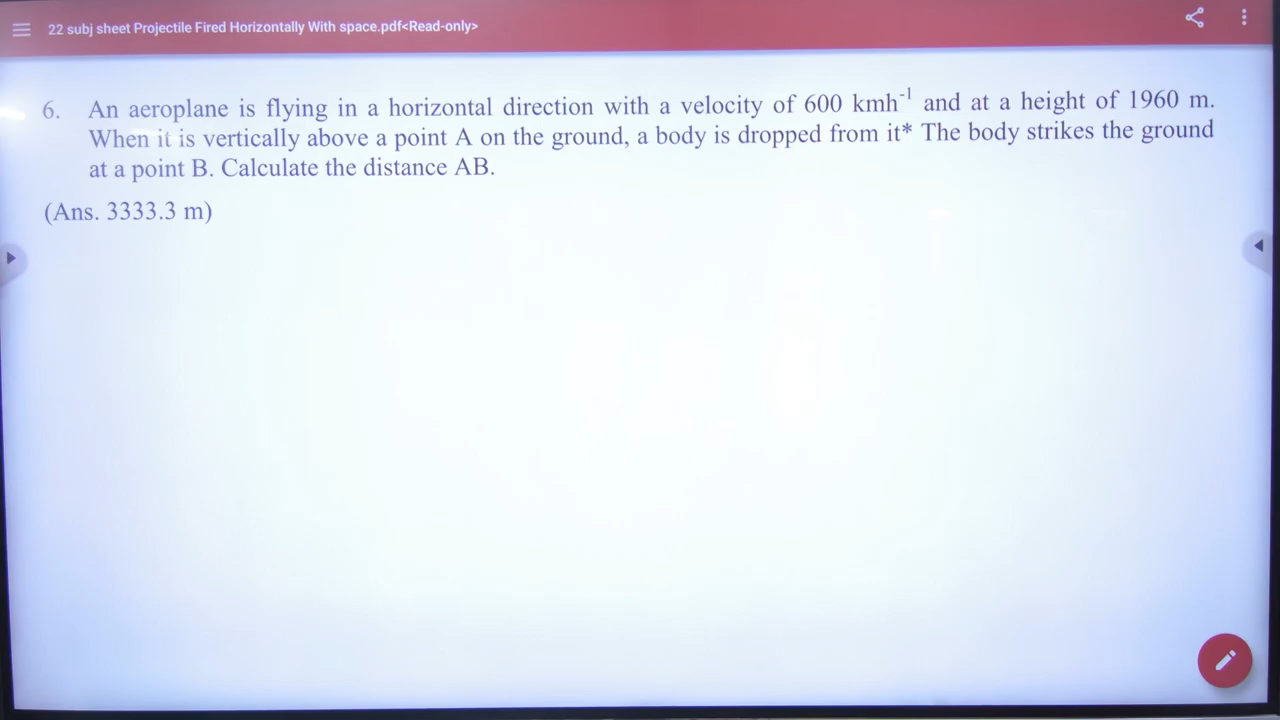 22 subj sheet Projectile Fired Horizontally With space.pdf<Read-only>
6. An aeroplane is flying in a horizontal direction with a velocity of 600 kmh⁻¹ and at a height of 1960 m.
When it is vertically above a point A on the ground, a body is dropped from it* The body strikes the ground
at a point B. Calculate the distance AB.
(Ans. 3333.3 m)